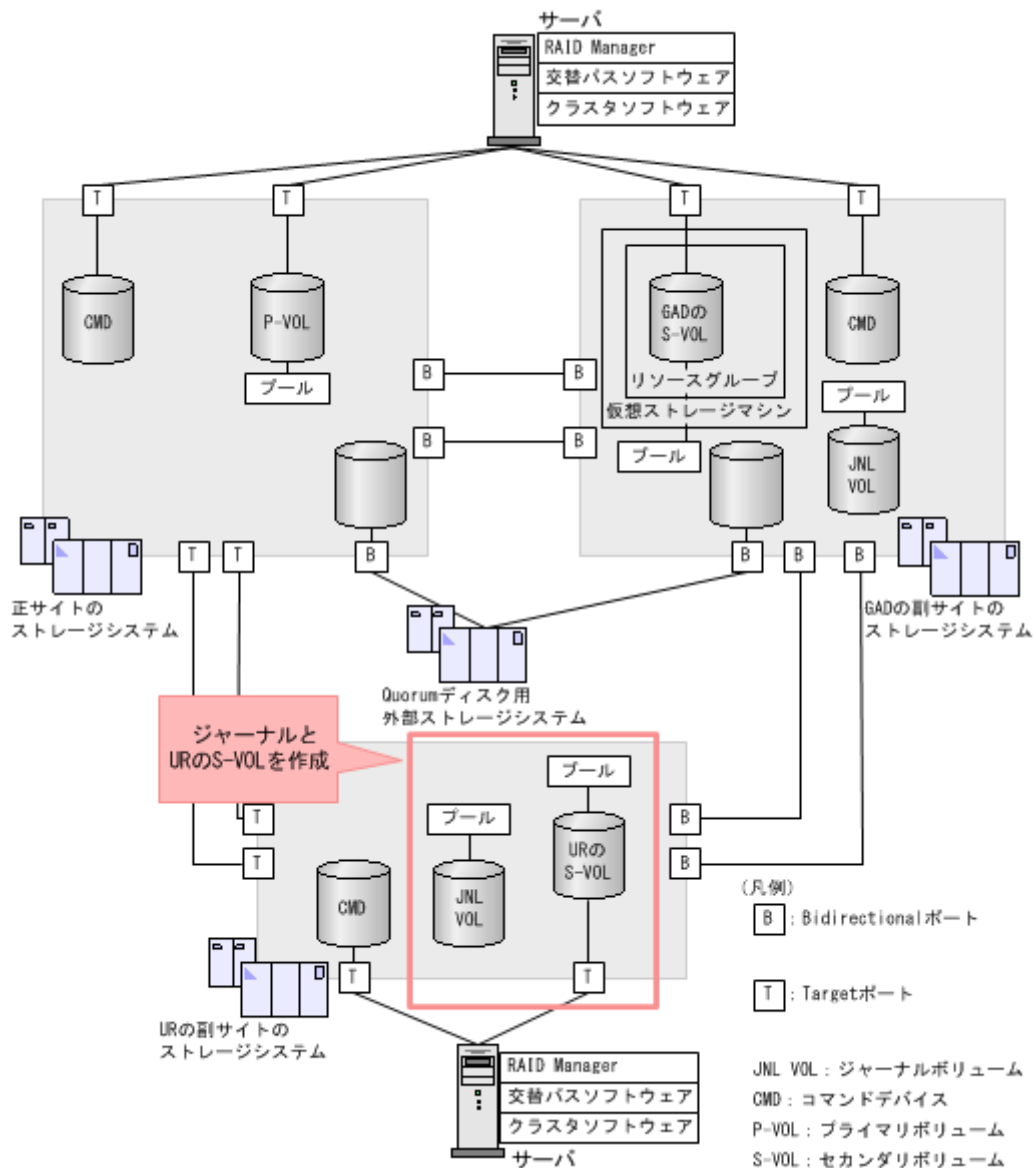 サーバ
RAID Manager
交替パスソフトウェア
クラスタソフトウェア
T
T
T
T
CMD
P-VOL
プール
GADの
S-VOL
リソースグループ
仮想ストレージマシン
プール
CMD
プール
JNL
VOL
B
B
B
B
T
T
B
B
B
B
正サイトの
ストレージシステム
GADの副サイトの
ストレージシステム
Quorumディスク用
外部ストレージシステム
ジャーナルと
URのS-VOLを作成
プール
プール
T
T
CMD
JNL
VOL
URの
S-VOL
B
B
T
T
URの副サイトの
ストレージシステム
RAID Manager
交替パスソフトウェア
クラスタソフトウェア
サーバ
(凡例)
B : Bidirectionalポート
T : Targetポート
JNL VOL : ジャーナルボリューム
CMD : コマンドデバイス
P-VOL : プライマリボリューム
S-VOL : セカンダリボリューム